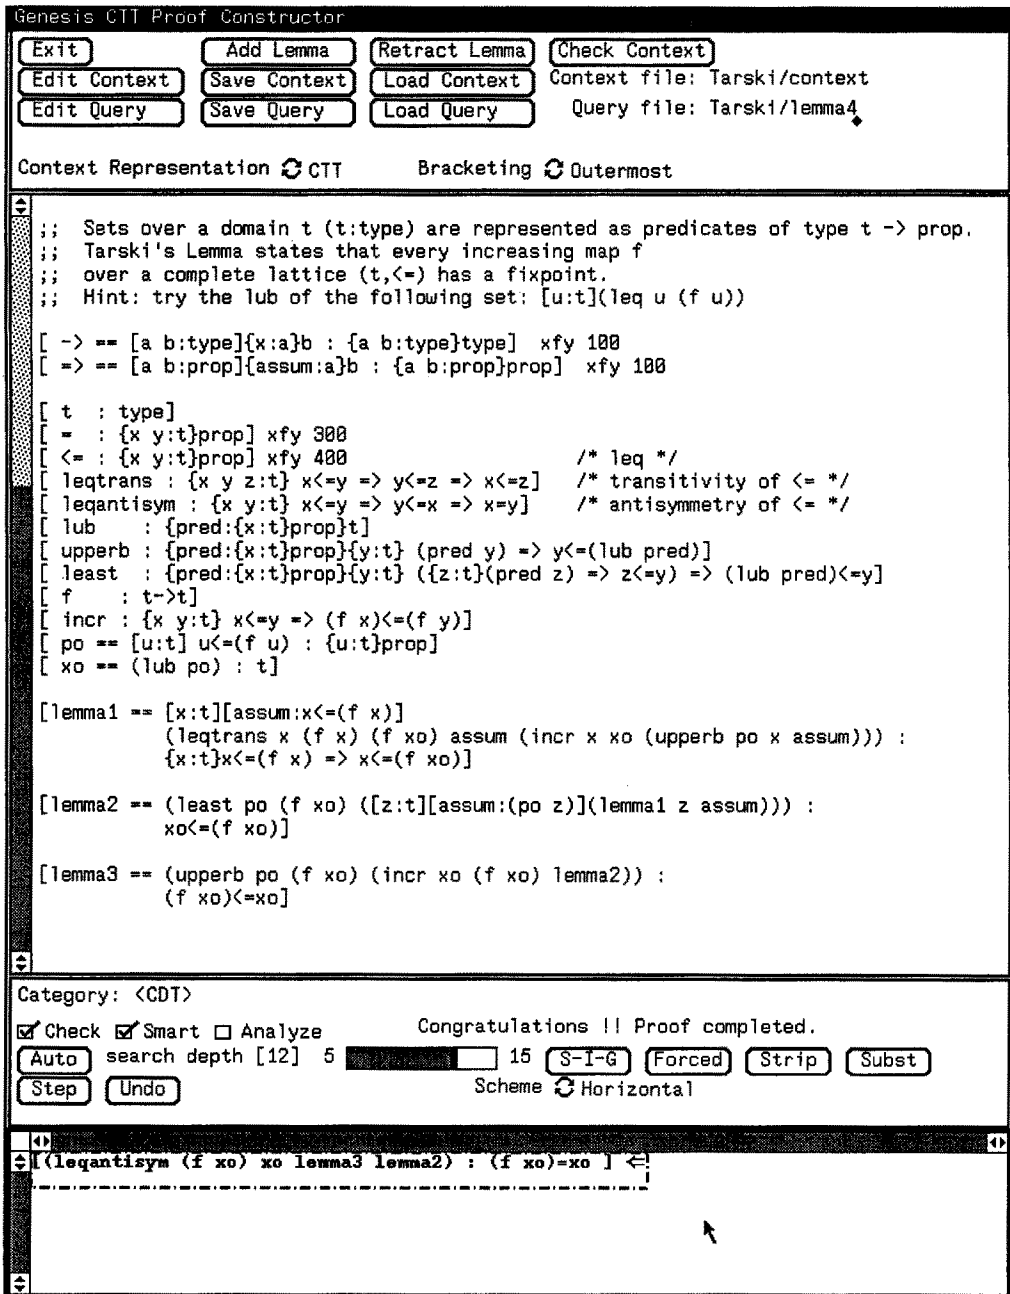 Genesis CTT Proof Constructor
Exit Add Lemma Retract Lemma Check Context
Edit Context Save Context Load Context Context file: Tarski/context
Edit Query Save Query Load Query Query file: Tarski/lemma4
Context Representation CTT Bracketing Outermost
;; Sets over a domain t (t:type) are represented as predicates of type t -> prop.
;; Tarski's Lemma states that every increasing map f
;; over a complete lattice (t,<=) has a fixpoint.
;; Hint: try the lub of the following set: [u:t](leq u (f u))
[ -> == [a b:type]{x:a}b : {a b:type}type] xfy 100
[ => == [a b:prop]{assum:a}b : {a b:prop}prop] xfy 100
[ t : type]
[ = : {x y:t}prop] xfy 300
[ <= : {x y:t}prop] xfy 400 /* leq */
[ leqtrans : {x y z:t} x<=y => y<=z => x<=z] /* transitivity of <= */
[ leqantisym : {x y:t} x<=y => y<=x => x=y] /* antisymmetry of <= */
[ lub : {pred:{x:t}prop}t]
[ upperb : {pred:{x:t}prop}{y:t} (pred y) => y<=(lub pred)]
[ least : {pred:{x:t}prop}{y:t} ({z:t}(pred z) => z<=y) => (lub pred)<=y]
[ f : t->t]
[ incr : {x y:t} x<=y => (f x)<=(f y)]
[ po == [u:t] u<=(f u) : {u:t}prop]
[ xo == (lub po) : t]
[lemma1 == [x:t][assum:x<=(f x)]
(leqtrans x (f x) (f xo) assum (incr x xo (upperb po x assum))) :
{x:t}x<=(f x) => x<=(f xo)]
[lemma2 == (least po (f xo) ([z:t][assum:(po z)](lemma1 z assum))) :
xo<=(f xo)]
[lemma3 == (upperb po (f xo) (incr xo (f xo) lemma2)) :
(f xo)<=xo]
Category: <CDT>
Check Smart Analyze Congratulations !! Proof completed.
Auto search depth [12] 5 15 S-I-G Forced Strip Subst
Step Undo Scheme Horizontal
[(leqantisym (f xo) xo lemma3 lemma2) : (f xo)=xo ] <=